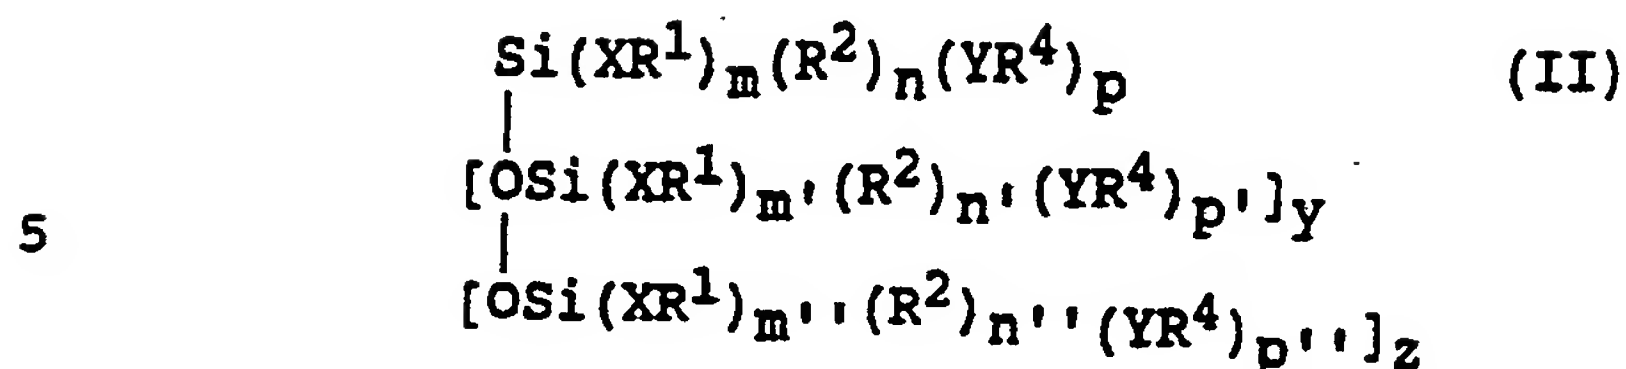 Si(XR¹)ₘ(R²)ₙ(YR⁴)ₚ (II)
|
[OSi(XR¹)m'(R²)n'(YR⁴)p']y
5 |
[OSi(XR¹)m''(R²)n''(YR⁴)p'']z